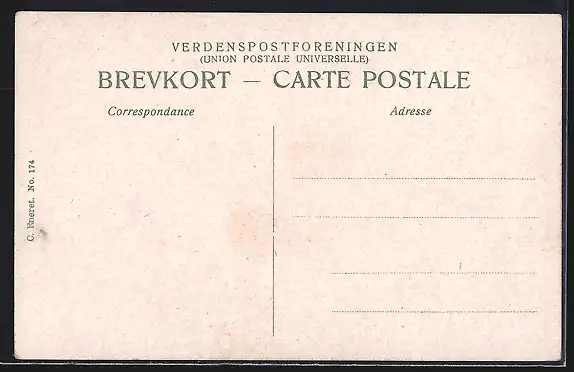 VERDENSPOSTFORENINGEN
(UNION POSTALE UNIVERSELLE)
BREVKORT — CARTE POSTALE
Correspondance
Adresse
C. Eneret. No. 174